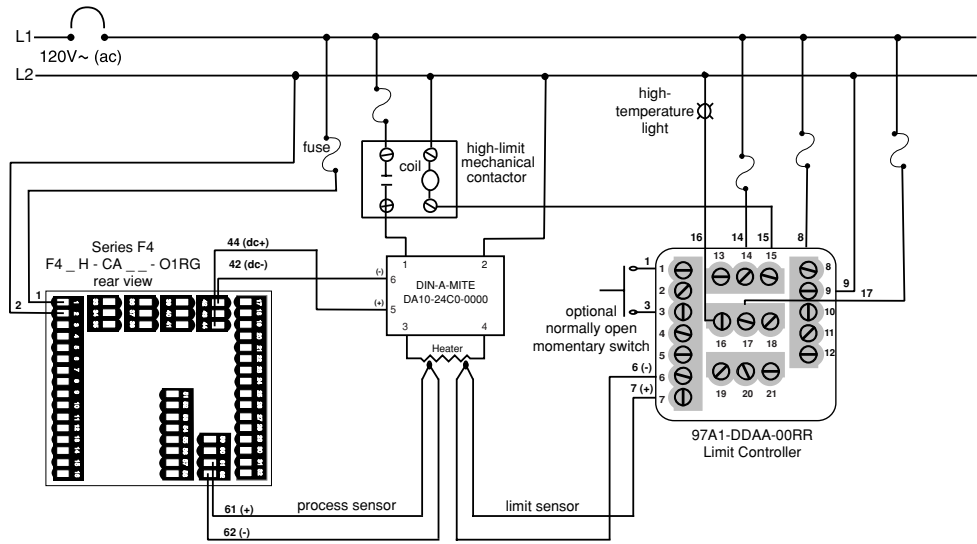 L1
120V~ (ac)
L2
fuse
coil
high-limit
mechanical
contactor
high-
temperature
light
Series F4
F4 _ H - CA _ _ - O1RG
rear view
1
2
44 (dc+)
42 (dc-)
(-)
(+)
1
2
6
5
DIN-A-MITE
DA10-24C0-0000
3
4
Heater
optional
normally open
momentary switch
1
3
6 (-)
7 (+)
16
14
15
8
9
17
1
2
3
4
5
6
7
13
14
15
16
17
18
19
20
21
8
9
10
11
12
97A1-DDAA-00RR
Limit Controller
61 (+)
62 (-)
process sensor
limit sensor